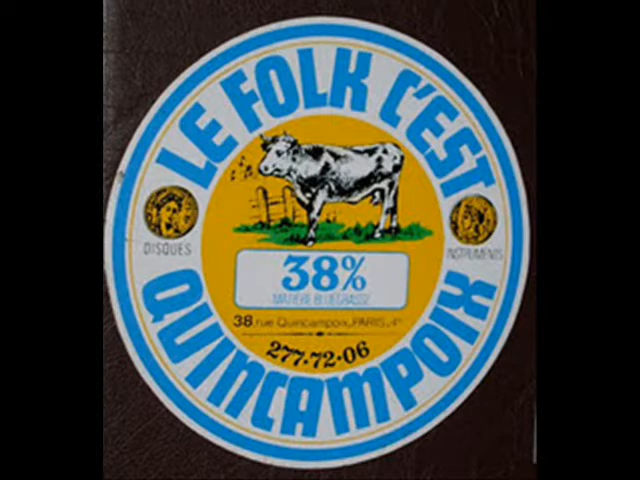 LE FOLK C'EST
DISQUES
INSTRUMENTS
38%
MATIÈRE BLUEGRASSE
38, rue Quincampoix, PARIS, 4e
277.72.06
QUINCAMPOIX